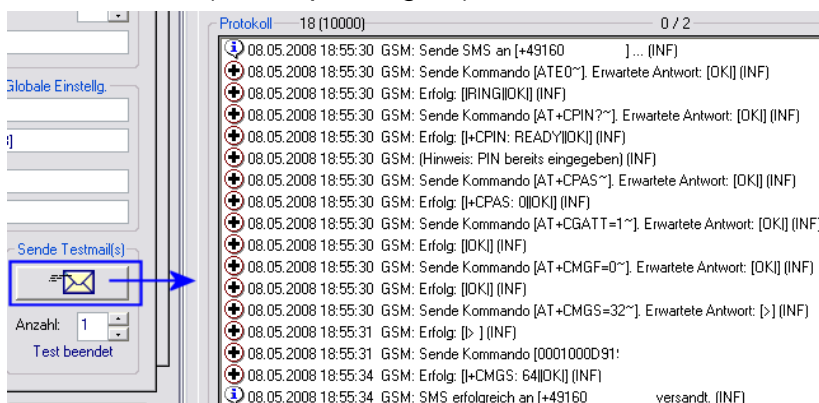 Protokoll 18 (10000) 0 / 2
08.05.2008 18:55:30 GSM: Sende SMS an [+49160 ] ... (INF)
08.05.2008 18:55:30 GSM: Sende Kommando [ATE0~]. Erwartete Antwort: [OK|] (INF)
08.05.2008 18:55:30 GSM: Erfolg: [|RING||OK|] (INF)
08.05.2008 18:55:30 GSM: Sende Kommando [AT+CPIN?~]. Erwartete Antwort: [OK|] (INF)
08.05.2008 18:55:30 GSM: Erfolg: [|+CPIN: READY||OK|] (INF)
08.05.2008 18:55:30 GSM: (Hinweis: PIN bereits eingegeben) (INF)
08.05.2008 18:55:30 GSM: Sende Kommando [AT+CPAS~]. Erwartete Antwort: [OK|] (INF)
08.05.2008 18:55:30 GSM: Erfolg: [|+CPAS: 0||OK|] (INF)
08.05.2008 18:55:30 GSM: Sende Kommando [AT+CGATT=1~]. Erwartete Antwort: [OK|] (INF)
08.05.2008 18:55:30 GSM: Erfolg: [|OK|] (INF)
08.05.2008 18:55:30 GSM: Sende Kommando [AT+CMGF=0~]. Erwartete Antwort: [OK|] (INF)
08.05.2008 18:55:30 GSM: Erfolg: [|OK|] (INF)
08.05.2008 18:55:30 GSM: Sende Kommando [AT+CMGS=32~]. Erwartete Antwort: [>] (INF)
08.05.2008 18:55:31 GSM: Erfolg: [|> ] (INF)
08.05.2008 18:55:31 GSM: Sende Kommando [0001000D91
08.05.2008 18:55:34 GSM: Erfolg: [|+CMGS: 64||OK|] (INF)
08.05.2008 18:55:34 GSM: SMS erfolgreich an [+49160 versandt. (INF)
Globale Einstellg.
Sende Testmail(s)
Anzahl: 1
Test beendet